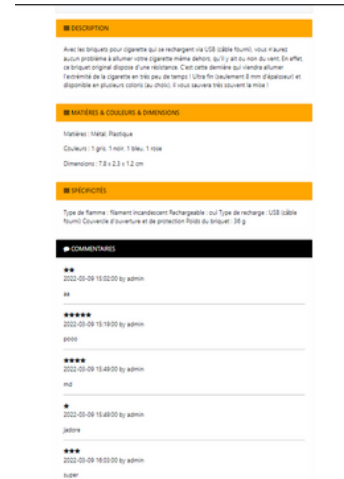 DESCRIPTION
Avec les briquets pour cigarette qui se rechargent via USB (câble fourni), vous n'aurez
aucun problème à allumer votre cigarette même dehors, qu'il y ait ou non du vent. En effet,
ce briquet original dispose d'une résistance. C'est cette dernière qui viendra allumer
l'extrémité de la cigarette en très peu de temps ! Ultra fin (seulement 8 mm d'épaisseur) et
disponible en plusieurs coloris (au choix), il vous sauvera très souvent la mise !
MATIÈRES & COULEURS & DIMENSIONS
Matières : Métal, Plastique
Couleurs : 1 gris, 1 noir, 1 bleu, 1 rose
Dimensions : 7.8 x 2.3 x 1.2 cm
SPÉCIFICITÉS
Type de flamme : filament incandescent Rechargeable : oui Type de recharge : USB (câble
fourni) Couvercle d'ouverture et de protection Poids du briquet : 36 g
COMMENTAIRES
★★
2022-03-09 15:02:00 by admin
aa
★★★★★
2022-03-09 15:19:00 by admin
pooo
★★★★
2022-03-09 15:49:00 by admin
md
★
2022-03-09 15:49:00 by admin
jadore
★★★
2022-03-09 16:03:00 by admin
super